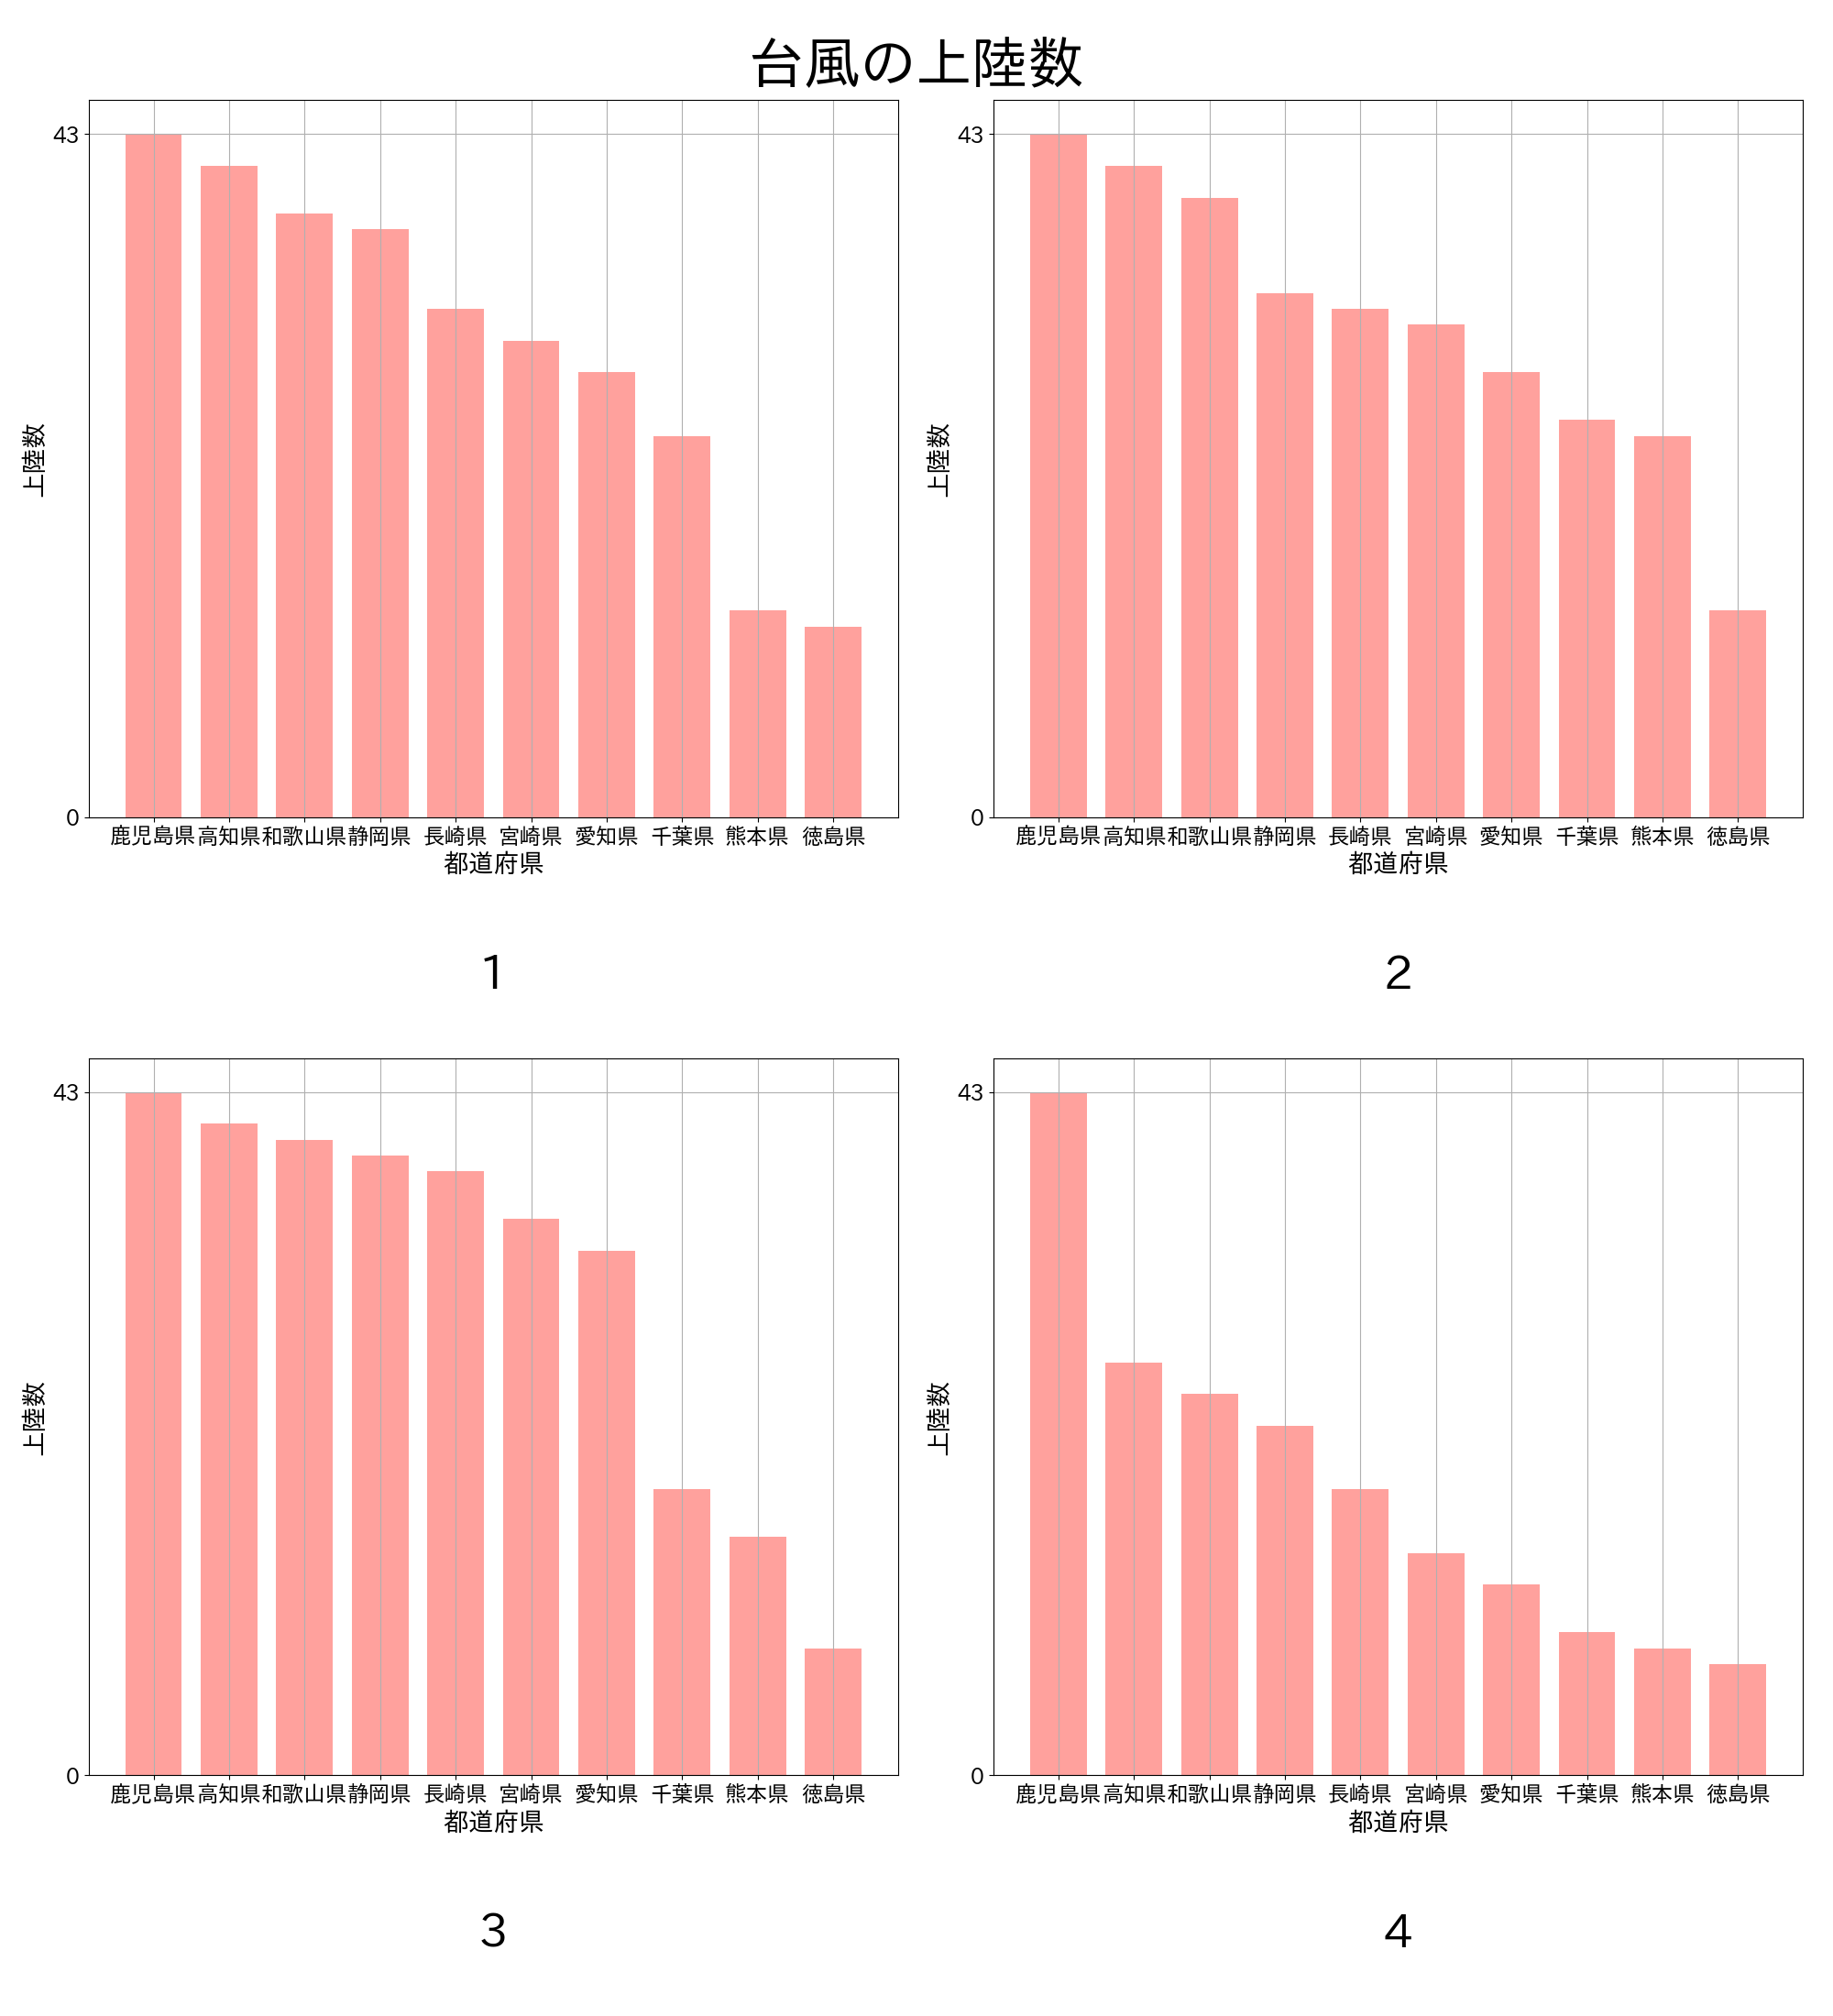 台風の上陸数
43
0
上陸数
鹿児島県 高知県 和歌山県 静岡県 長崎県 宮崎県 愛知県 千葉県 熊本県 徳島県
都道府県
1
43
0
上陸数
鹿児島県 高知県 和歌山県 静岡県 長崎県 宮崎県 愛知県 千葉県 熊本県 徳島県
都道府県
2
43
0
上陸数
鹿児島県 高知県 和歌山県 静岡県 長崎県 宮崎県 愛知県 千葉県 熊本県 徳島県
都道府県
3
43
0
上陸数
鹿児島県 高知県 和歌山県 静岡県 長崎県 宮崎県 愛知県 千葉県 熊本県 徳島県
都道府県
4